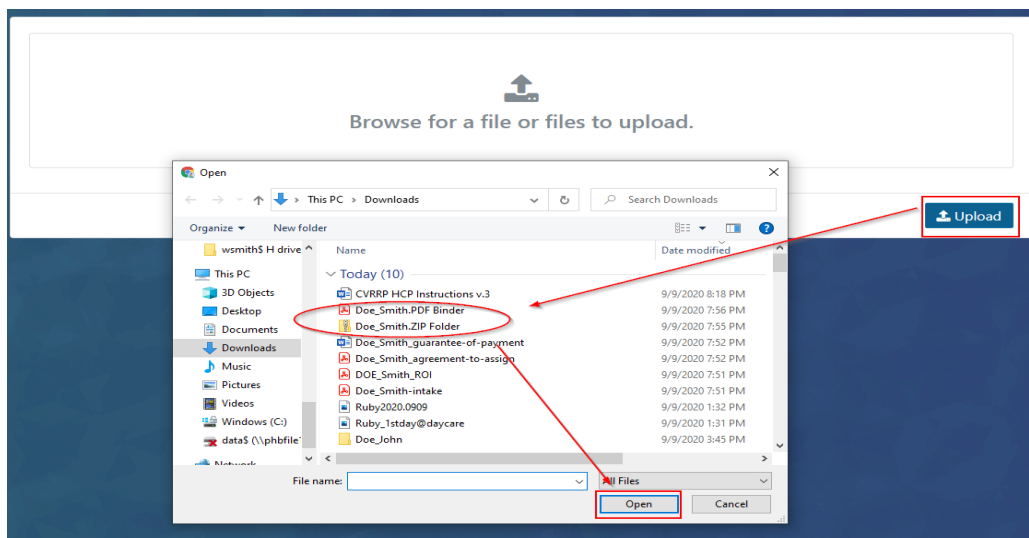 Browse for a file or files to upload.
Upload
Open
This PC > Downloads
Search Downloads
Organize
New folder
wsmith$ H drive
This PC
3D Objects
Desktop
Documents
Downloads
Music
Pictures
Videos
Windows (C:)
data$ (\\phbfile
Network
Name
Date modified
Today (10)
CVRRP HCP Instructions v.3 9/9/2020 8:18 PM
Doe_Smith.PDF Binder 9/9/2020 7:56 PM
Doe_Smith.ZIP Folder 9/9/2020 7:55 PM
Doe_Smith_guarantee-of-payment 9/9/2020 7:52 PM
Doe_Smith_agreement-to-assign 9/9/2020 7:52 PM
DOE_Smith_ROI 9/9/2020 7:51 PM
Doe_Smith-intake 9/9/2020 7:51 PM
Ruby2020.0909 9/9/2020 1:32 PM
Ruby_1stday@daycare 9/9/2020 1:31 PM
Doe_John 9/9/2020 3:45 PM
File name:
All Files
Open
Cancel